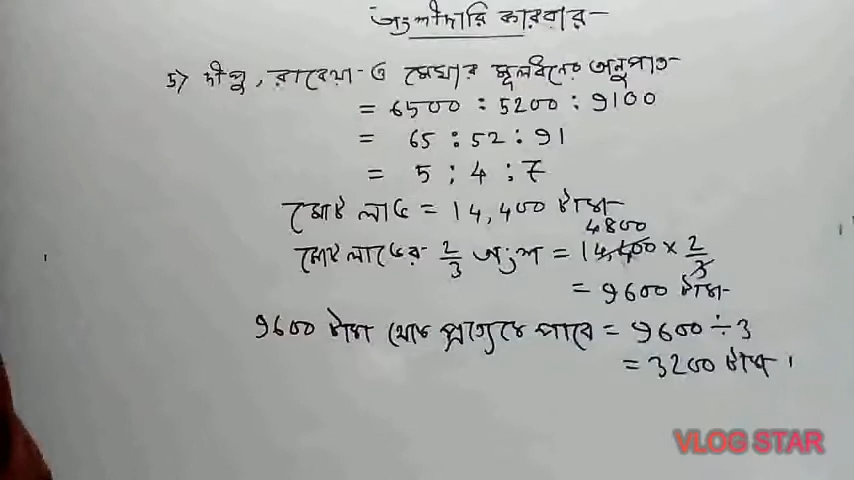 অংশীদারি কারবার
5> দীপু, রাবেয়া ও মেঘার মূলধনের অনুপাত
= 6500 : 5200 : 9100
= 65 : 52 : 91
= 5 : 4 : 7
মোট লাভ = 14,400 টাকা
4800
মোট লাভের 2/3 অংশ = 14,400 × 2/3
= 9600 টাকা
9600 টাকা থেকে প্রত্যেকে পাবে = 9600 ÷ 3
= 3200 টাকা ।
VLOG STAR